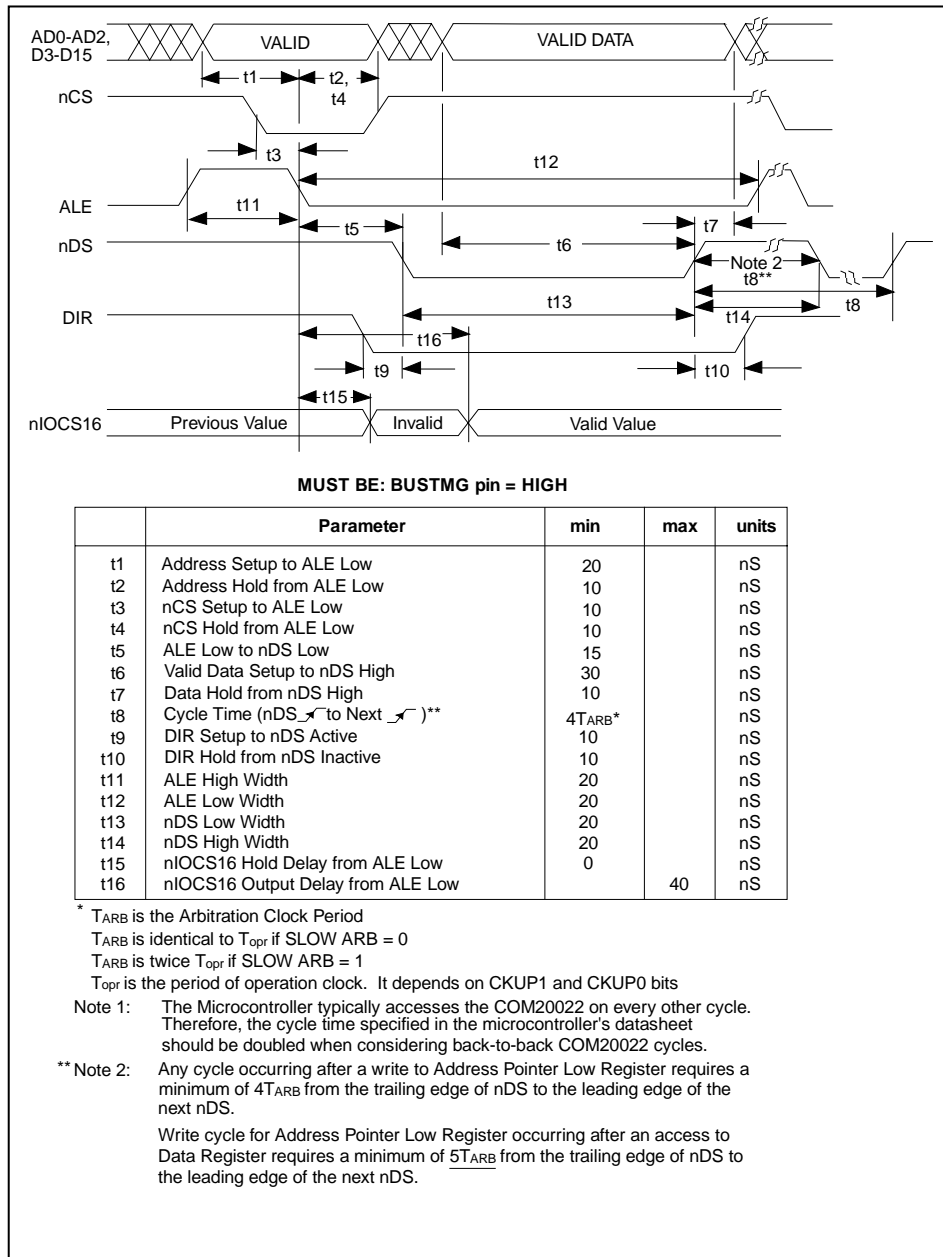 AD0-AD2,
D3-D15
VALID
VALID DATA
t1
t2,
t4
nCS
t3
t12
ALE
t11
t5
t7
nDS
t6
Note 2
t8**
t8
t13
DIR
t14
t16
t9
t10
t15
nIOCS16
Previous Value
Invalid
Valid Value
MUST BE: BUSTMG pin = HIGH
Parameter min max units
t1 Address Setup to ALE Low 20 nS
t2 Address Hold from ALE Low 10 nS
t3 nCS Setup to ALE Low 10 nS
t4 nCS Hold from ALE Low 10 nS
t5 ALE Low to nDS Low 15 nS
t6 Valid Data Setup to nDS High 30 nS
t7 Data Hold from nDS High 10 nS
t8 Cycle Time (nDS to Next )** 4TARB* nS
t9 DIR Setup to nDS Active 10 nS
t10 DIR Hold from nDS Inactive 10 nS
t11 ALE High Width 20 nS
t12 ALE Low Width 20 nS
t13 nDS Low Width 20 nS
t14 nDS High Width 20 nS
t15 nIOCS16 Hold Delay from ALE Low 0 nS
t16 nIOCS16 Output Delay from ALE Low 40 nS
* TARB is the Arbitration Clock Period
TARB is identical to Topr if SLOW ARB = 0
TARB is twice Topr if SLOW ARB = 1
Topr is the period of operation clock. It depends on CKUP1 and CKUP0 bits
Note 1: The Microcontroller typically accesses the COM20022 on every other cycle.
Therefore, the cycle time specified in the microcontroller's datasheet
should be doubled when considering back-to-back COM20022 cycles.
** Note 2: Any cycle occurring after a write to Address Pointer Low Register requires a
minimum of 4TARB from the trailing edge of nDS to the leading edge of the
next nDS.
Write cycle for Address Pointer Low Register occurring after an access to
Data Register requires a minimum of 5TARB from the trailing edge of nDS to
the leading edge of the next nDS.